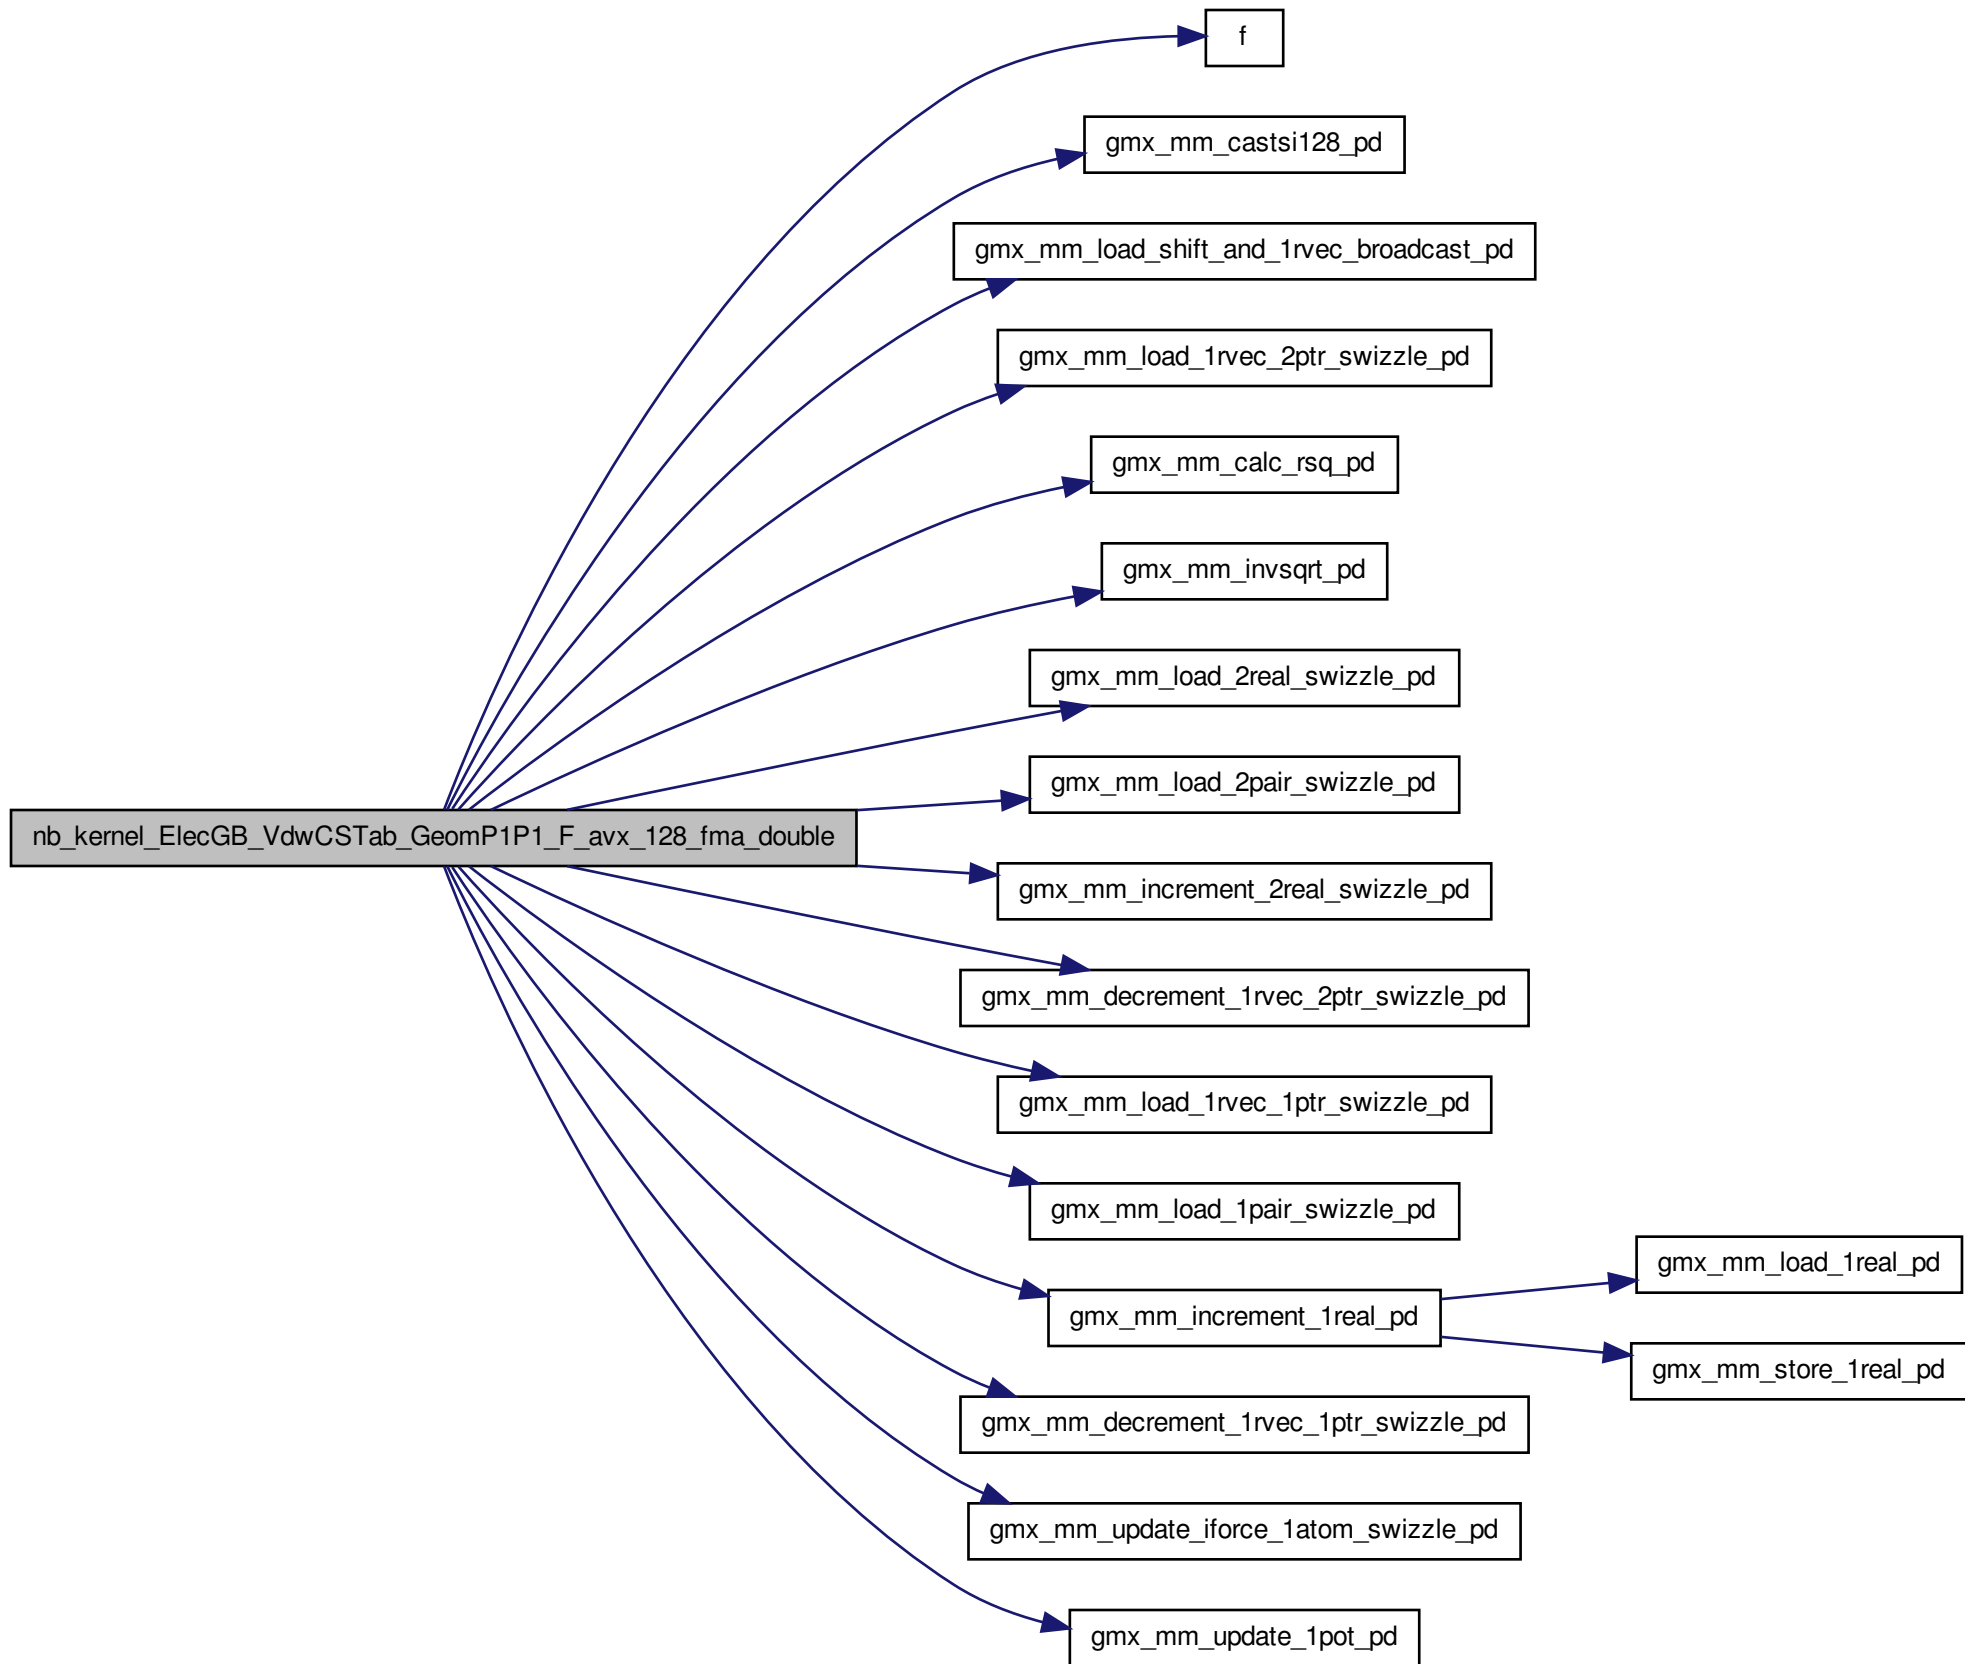 f
gmx_mm_castsi128_pd
gmx_mm_load_shift_and_1rvec_broadcast_pd
gmx_mm_load_1rvec_2ptr_swizzle_pd
gmx_mm_calc_rsq_pd
gmx_mm_invsqrt_pd
gmx_mm_load_2real_swizzle_pd
gmx_mm_load_2pair_swizzle_pd
nb_kernel_ElecGB_VdwCSTab_GeomP1P1_F_avx_128_fma_double
gmx_mm_increment_2real_swizzle_pd
gmx_mm_decrement_1rvec_2ptr_swizzle_pd
gmx_mm_load_1rvec_1ptr_swizzle_pd
gmx_mm_load_1pair_swizzle_pd
gmx_mm_load_1real_pd
gmx_mm_increment_1real_pd
gmx_mm_store_1real_pd
gmx_mm_decrement_1rvec_1ptr_swizzle_pd
gmx_mm_update_iforce_1atom_swizzle_pd
gmx_mm_update_1pot_pd